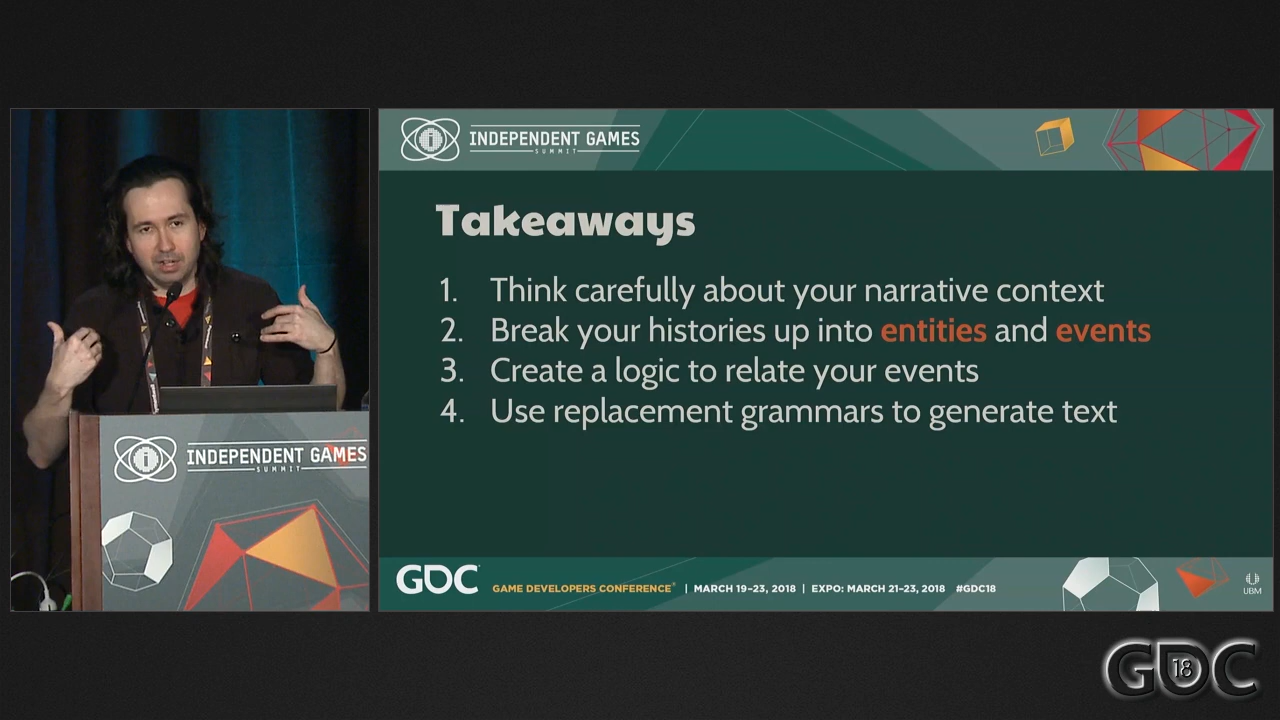 INDEPENDENT GAMES
SUMMIT
Takeaways
1. Think carefully about your narrative context
2. Break your histories up into entities and events
3. Create a logic to relate your events
4. Use replacement grammars to generate text
INDEPENDENT GAMES
SUMMIT
GDC GAME DEVELOPERS CONFERENCE® | MARCH 19–23, 2018 | EXPO: MARCH 21–23, 2018 #GDC18
UBM
GDC
18